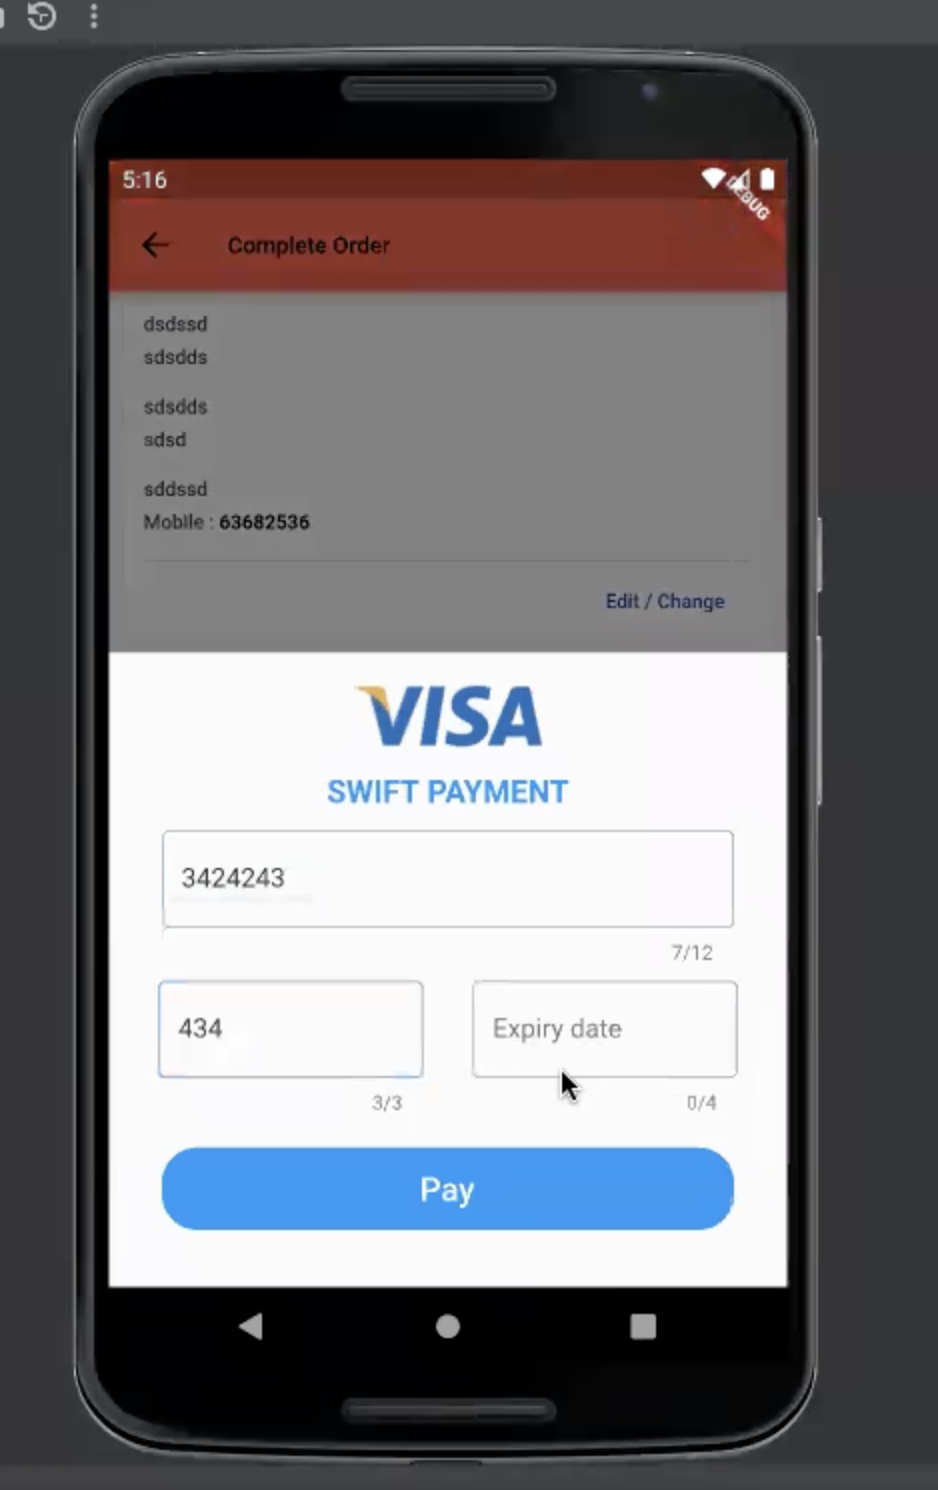 5:16
DEBUG
Complete Order
dsdssd
sdsdds
sdsdds
sdsd
sddssd
Mobile : 63682536
Edit / Change
VISA
SWIFT PAYMENT
3424243
7/12
434
Expiry date
3/3
0/4
Pay